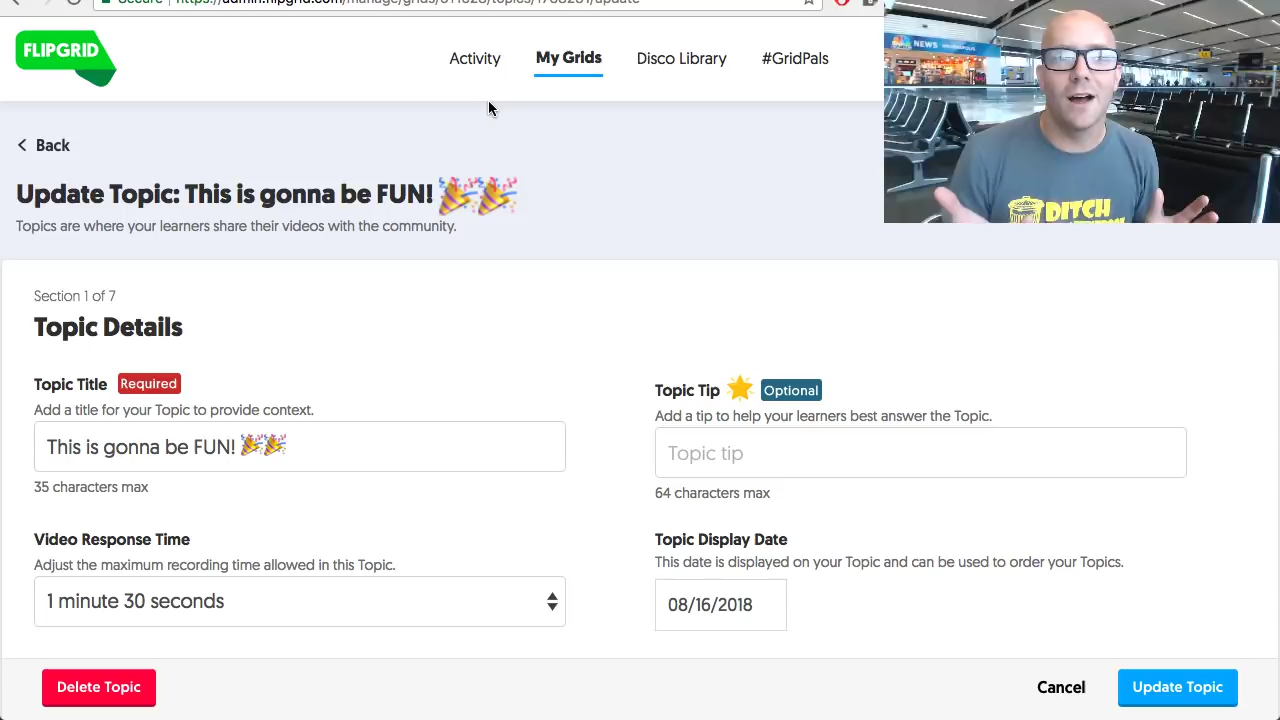 FLIPGRID
Activity
My Grids
Disco Library
#GridPals
NEWS
DITCH
Back
Update Topic: This is gonna be FUN! 🎉🎉
Topics are where your learners share their videos with the community.
Section 1 of 7
Topic Details
Topic Title Required
Add a title for your Topic to provide context.
This is gonna be FUN! 🎉🎉
35 characters max
Topic Tip 🌟 Optional
Add a tip to help your learners best answer the Topic.
Topic tip
64 characters max
Video Response Time
Adjust the maximum recording time allowed in this Topic.
1 minute 30 seconds
Topic Display Date
This date is displayed on your Topic and can be used to order your Topics.
08/16/2018
Delete Topic
Cancel
Update Topic